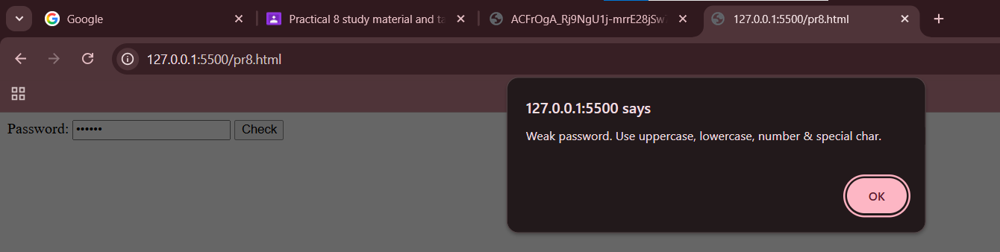 Google
Practical 8 study material and ta
ACFrOgA_Rj9NgU1j-mrrE28jSw
127.0.0.1:5500/pr8.html
127.0.0.1:5500/pr8.html
127.0.0.1:5500 says
Weak password. Use uppercase, lowercase, number & special char.
Password: •••••• Check
OK